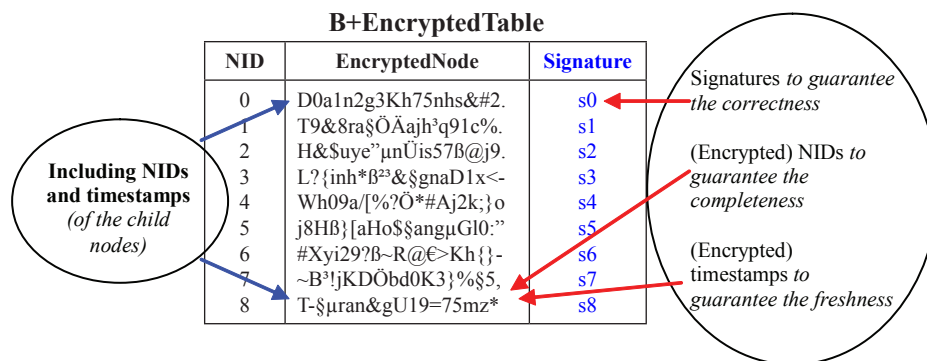 B+EncryptedTable
NID EncryptedNode Signature
0 D0a1n2g3Kh75nhs&#2. s0
1 T9&8ra§ÖÄajh³q91c%. s1
2 H&$uye”µnÜis57ß@j9. s2
3 L?{inh*ß²³&§gnaD1x<- s3
4 Wh09a/[%?Ö*#Aj2k;}o s4
5 j8Hß}[aHo$§angµGl0:” s5
6 #Xyi29?ß~R@€>Kh{}- s6
7 ~B³!jKDÖbd0K3}%§5, s7
8 T-§µran&gU19=75mz* s8
Including NIDs
and timestamps
(of the child
nodes)
Signatures to guarantee
the correctness
(Encrypted) NIDs to
guarantee the
completeness
(Encrypted)
timestamps to
guarantee the freshness